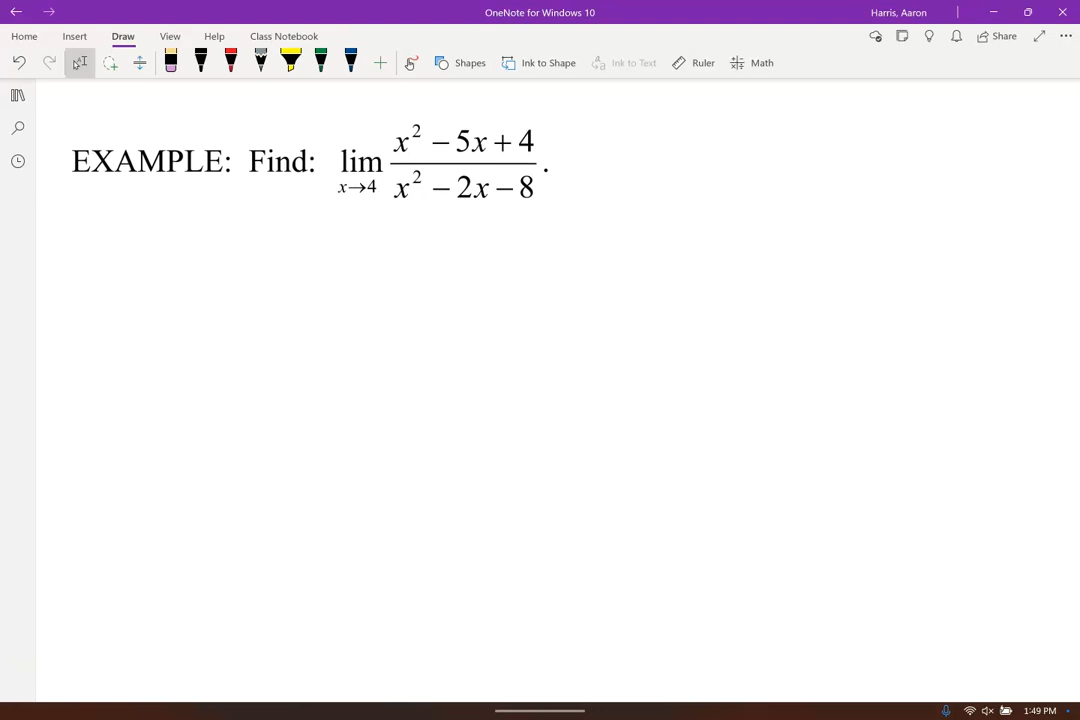 OneNote for Windows 10
Harris, Aaron
Home Insert Draw View Help Class Notebook
Share
Shapes Ink to Shape Ink to Text Ruler Math
EXAMPLE: Find: lim x→4 (x² − 5x + 4)/(x² − 2x − 8).
1:49 PM